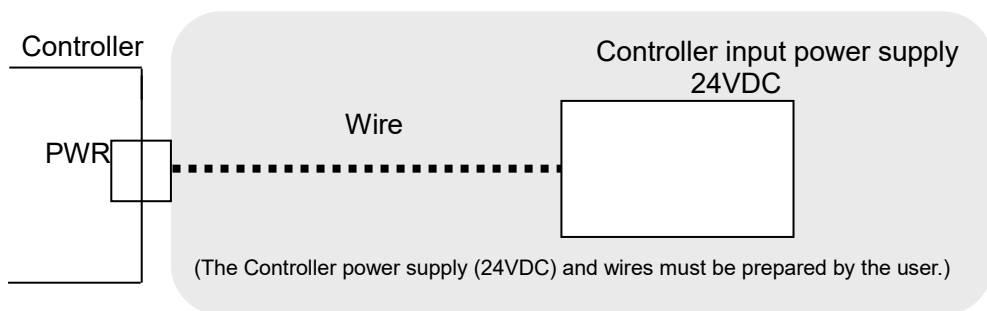 Controller
Controller input power supply
24VDC
Wire
PWR
(The Controller power supply (24VDC) and wires must be prepared by the user.)